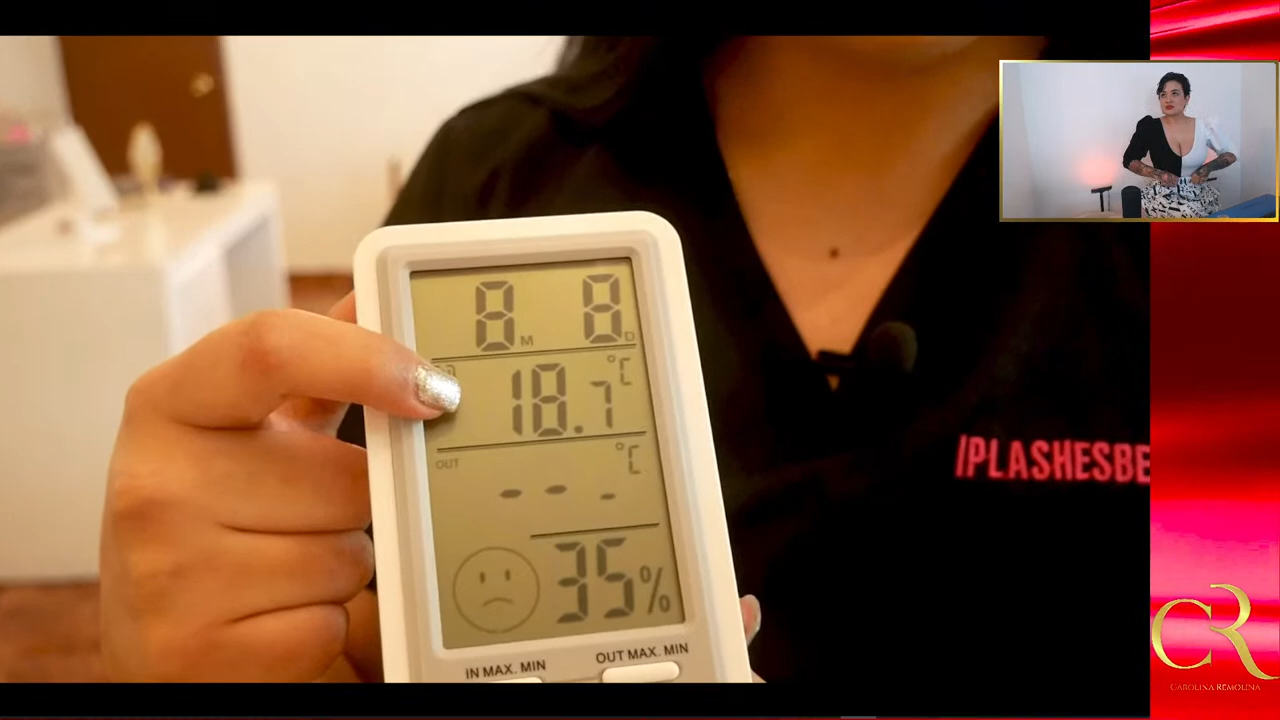 8 M 8 D
18.7 °C
OUT °C
-- - -
35%
IN MAX. MIN OUT MAX. MIN
IPLASHESBE
CR
CAROLINA REMOLINA